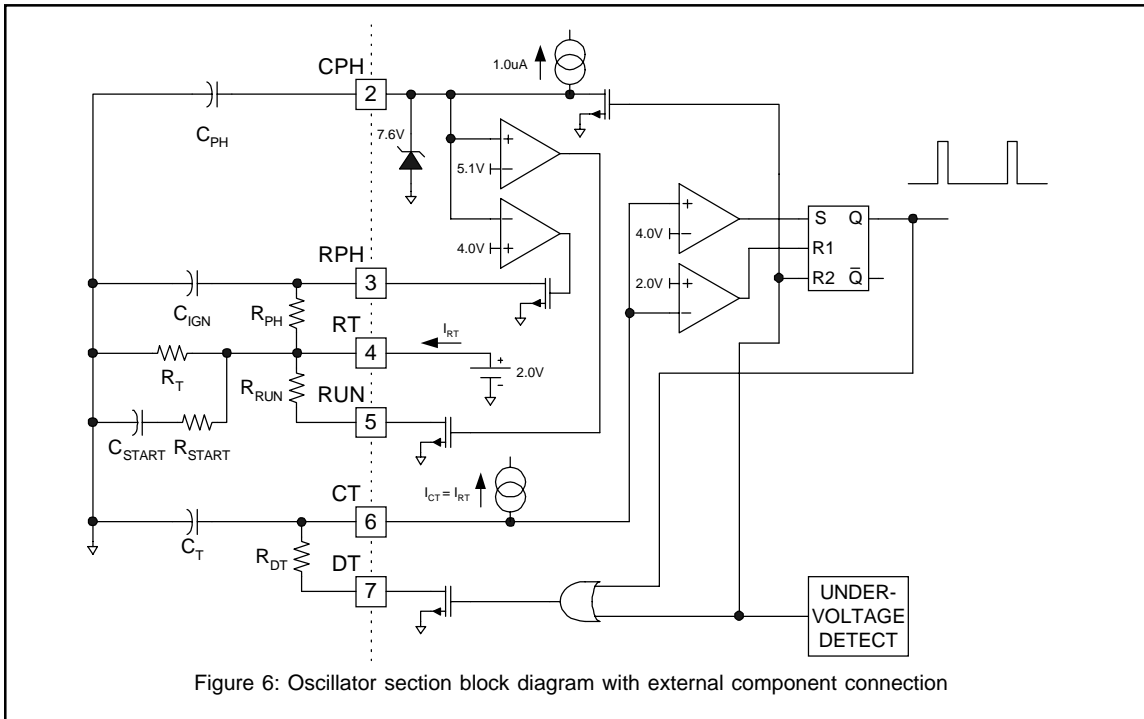 1.0uA
CPH
2
C_PH
7.6V
+
5.1V
−
−
4.0V
+
+
4.0V
−
S Q
R1
R2 Q̅
2.0V
+
−
RPH
3
C_IGN
R_PH
RT
4
I_RT
+
2.0V
-
R_T
R_RUN
RUN
5
C_START R_START
CT
6
I_CT = I_RT
C_T
R_DT
DT
7
UNDER-
VOLTAGE
DETECT
Figure 6: Oscillator section block diagram with external component connection